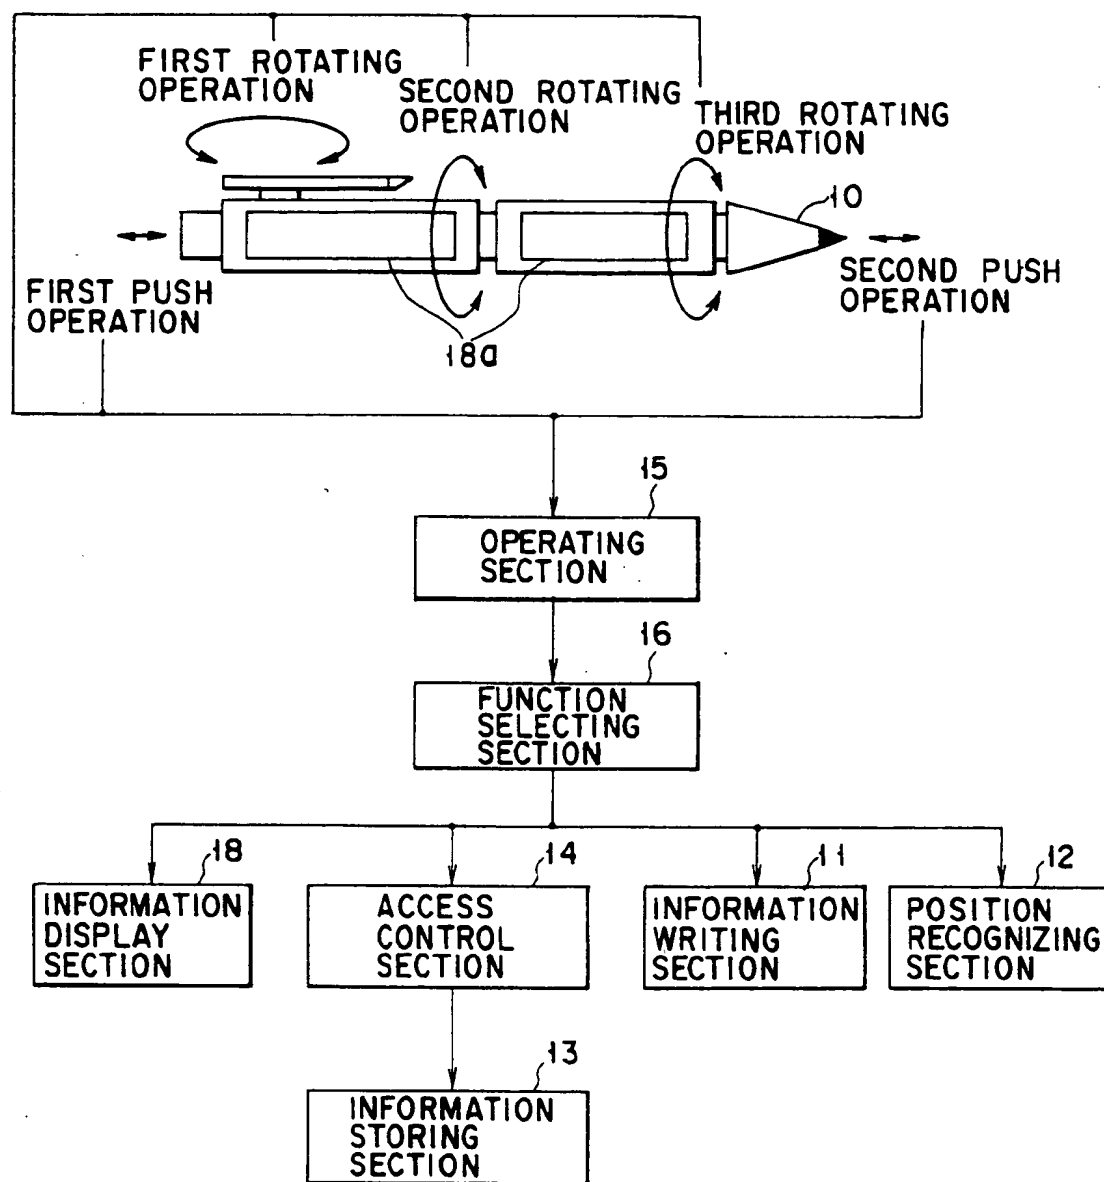 FIRST ROTATING
OPERATION
SECOND ROTATING
OPERATION
THIRD ROTATING
OPERATION
10
FIRST PUSH
OPERATION
SECOND PUSH
OPERATION
18a
15
OPERATING
SECTION
16
FUNCTION
SELECTING
SECTION
18
INFORMATION
DISPLAY
SECTION
14
ACCESS
CONTROL
SECTION
11
INFORMATION
WRITING
SECTION
12
POSITION
RECOGNIZING
SECTION
13
INFORMATION
STORING
SECTION